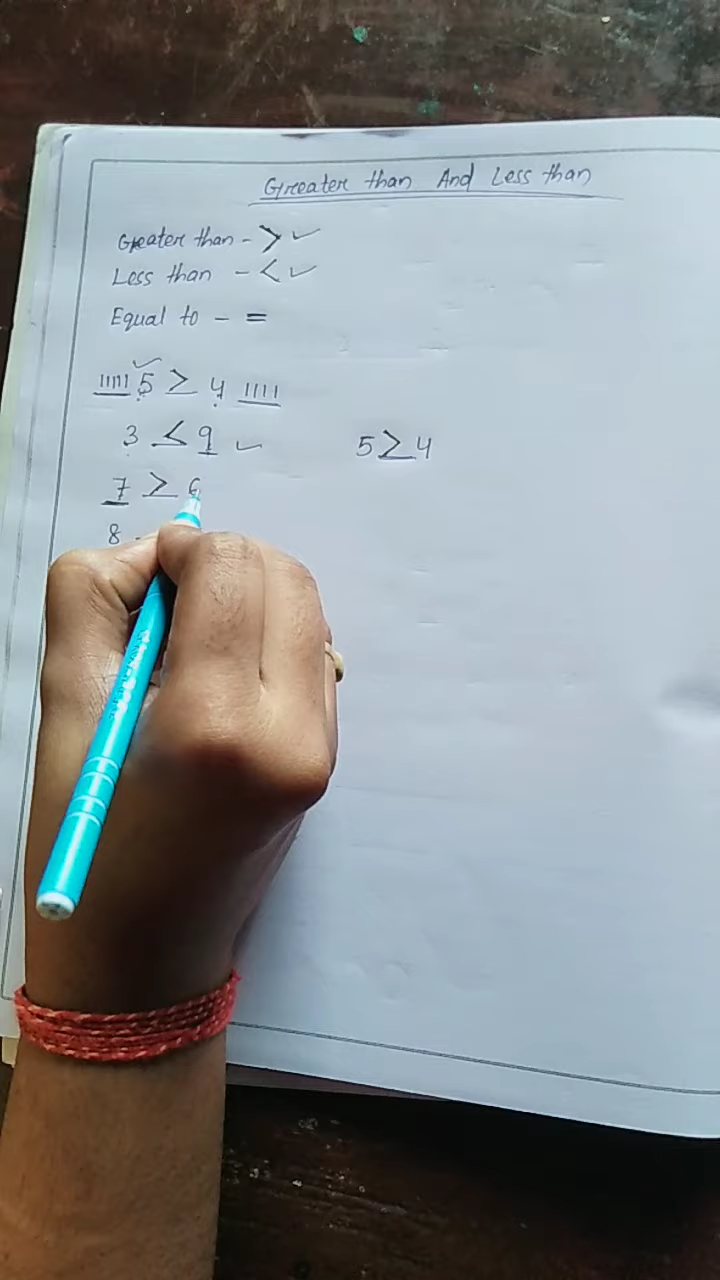 Greeater than And Less than
Greater than - > ✓
Less than - < ✓
Equal to - =
✓
||||| 5 > 4 ||||
3 < 9 ✓
5 > 4
7 > 6
8 -